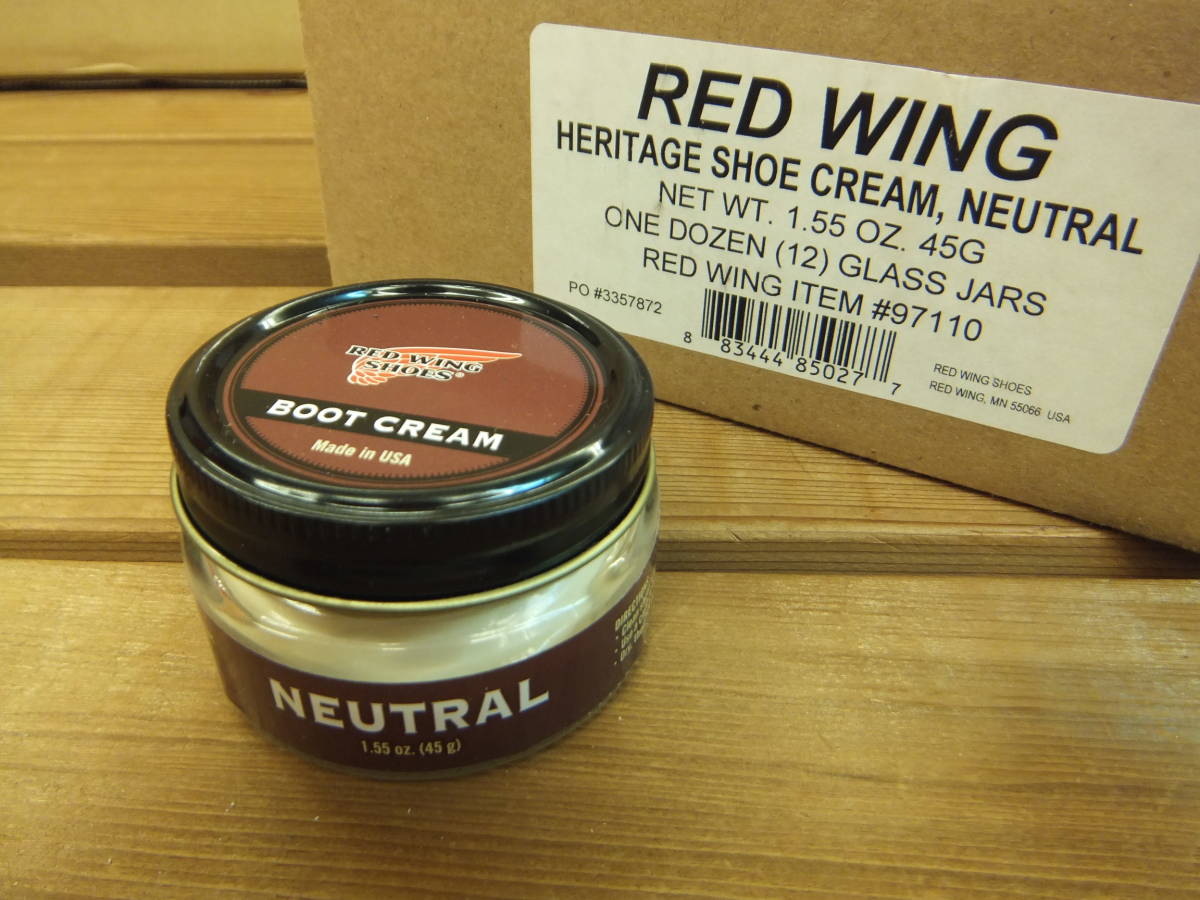 RED WING
HERITAGE SHOE CREAM, NEUTRAL
NET WT. 1.55 OZ. 45G
ONE DOZEN (12) GLASS JARS
RED WING ITEM #97110
PO #3357872
8 83444 85027 7
RED WING SHOES
RED WING, MN 55066 USA
RED WING
SHOES®
BOOT CREAM
Made in USA
NEUTRAL
1.55 oz. (45 g)